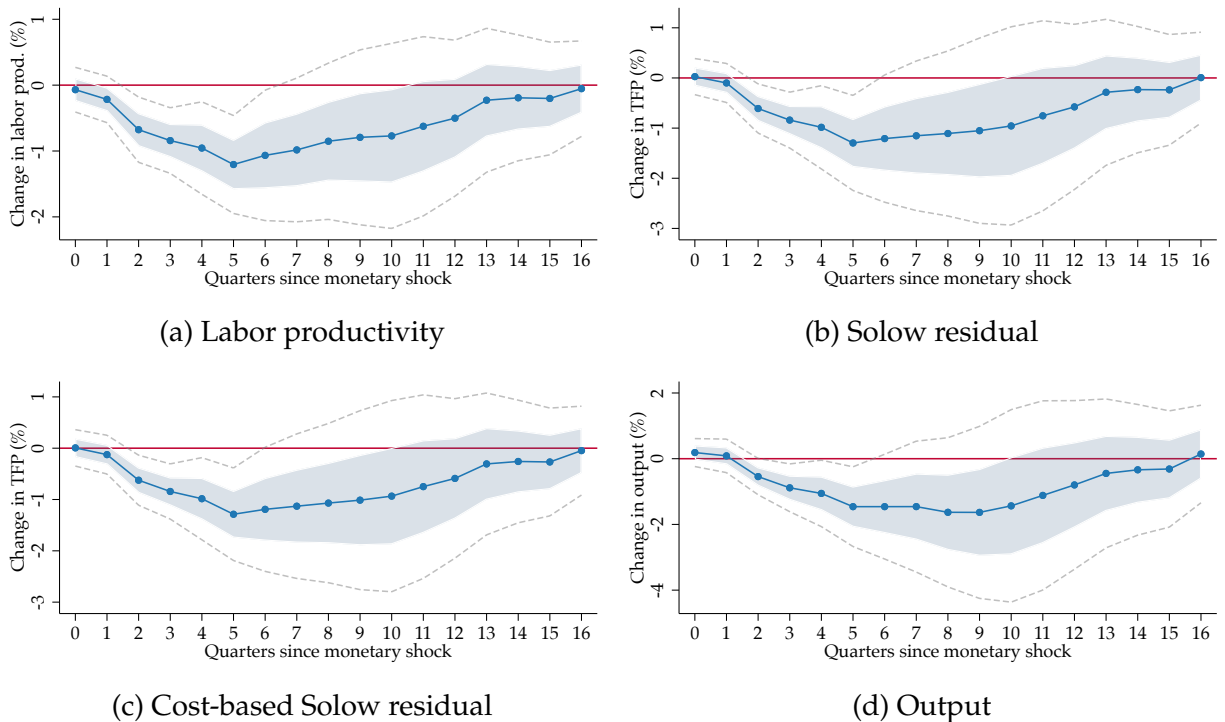 Change in labor prod. (%)
1
0
-1
-2
0 1 2 3 4 5 6 7 8 9 10 11 12 13 14 15 16
Quarters since monetary shock
(a) Labor productivity
Change in TFP (%)
1
0
-1
-2
-3
0 1 2 3 4 5 6 7 8 9 10 11 12 13 14 15 16
Quarters since monetary shock
(b) Solow residual
Change in TFP (%)
1
0
-1
-2
-3
0 1 2 3 4 5 6 7 8 9 10 11 12 13 14 15 16
Quarters since monetary shock
(c) Cost-based Solow residual
Change in output (%)
2
0
-2
-4
0 1 2 3 4 5 6 7 8 9 10 11 12 13 14 15 16
Quarters since monetary shock
(d) Output